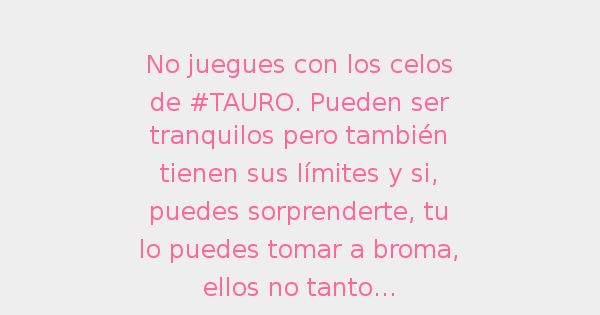 No juegues con los celos
de #TAURO. Pueden ser
tranquilos pero también
tienen sus límites y si,
puedes sorprenderte, tu
lo puedes tomar a broma,
ellos no tanto...